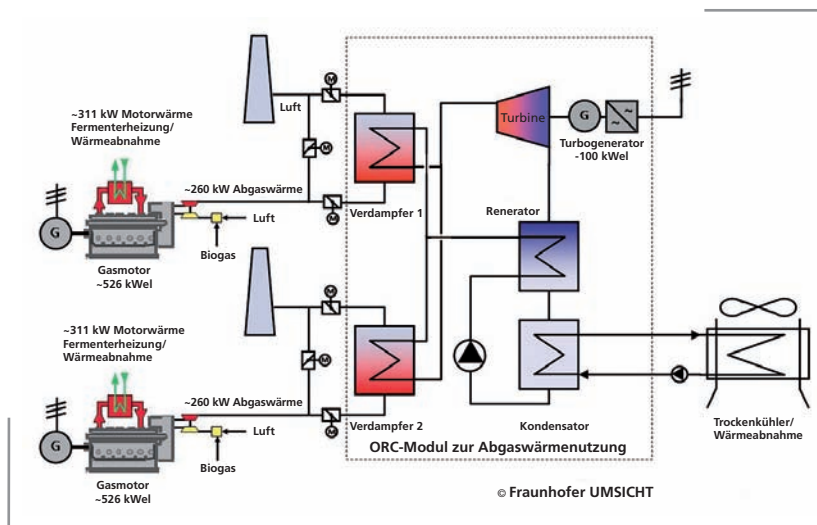 M
Luft
~311 kW Motorwärme
Fermenterheizung/
Wärmeabnahme
M
~260 kW Abgaswärme
M
G
Luft
Biogas
Gasmotor
~526 kWel
Verdampfer 1
Turbine
G
~
~
Turbogenerator
-100 kWel
Renerator
M
~311 kW Motorwärme
Fermenterheizung/
Wärmeabnahme
M
~260 kW Abgaswärme
M
G
Luft
Biogas
Gasmotor
~526 kWel
Verdampfer 2
Kondensator
Trockenkühler/
Wärmeabnahme
ORC-Modul zur Abgaswärmenutzung
© Fraunhofer UMSICHT